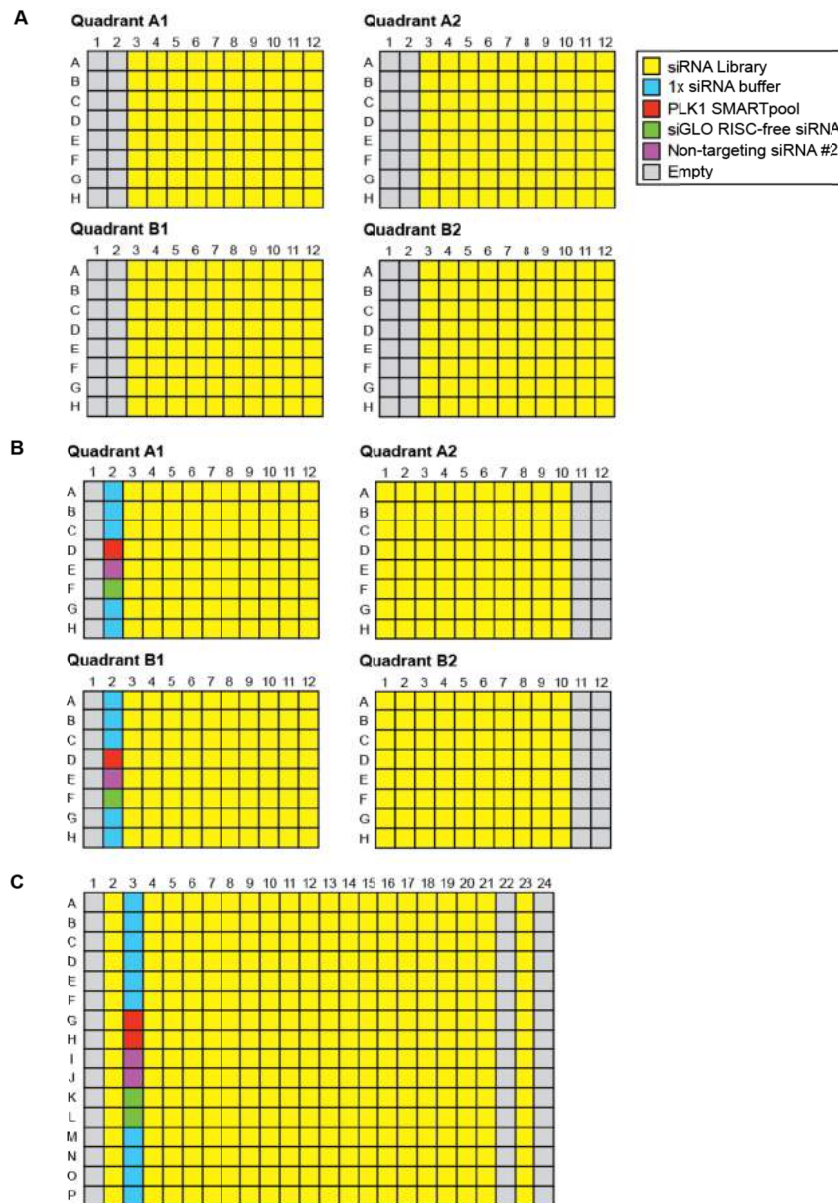 A
Quadrant A1
1 2 3 4 5 6 7 8 9 10 11 12
A
B
C
D
E
F
G
H
Quadrant A2
1 2 3 4 5 6 7 8 9 10 11 12
A
B
C
D
E
F
G
H
siRNA Library
1x siRNA buffer
PLK1 SMARTpool
siGLO RISC-free siRNA
Non-targeting siRNA #2
Empty
Quadrant B1
1 2 3 4 5 6 7 8 9 10 11 12
A
B
C
D
E
F
G
H
Quadrant B2
1 2 3 4 5 6 7 8 9 10 11 12
A
B
C
D
E
F
G
H
B
Quadrant A1
1 2 3 4 5 6 7 8 9 10 11 12
A
B
C
D
E
F
G
H
Quadrant A2
1 2 3 4 5 6 7 8 9 10 11 12
A
B
C
D
E
F
G
H
Quadrant B1
1 2 3 4 5 6 7 8 9 10 11 12
A
B
C
D
E
F
G
H
Quadrant B2
1 2 3 4 5 6 7 8 9 10 11 12
A
B
C
D
E
F
G
H
C
1 2 3 4 5 6 7 8 9 10 11 12 13 14 15 16 17 18 19 20 21 22 23 24
A
B
C
D
E
F
G
H
I
J
K
L
M
N
O
P